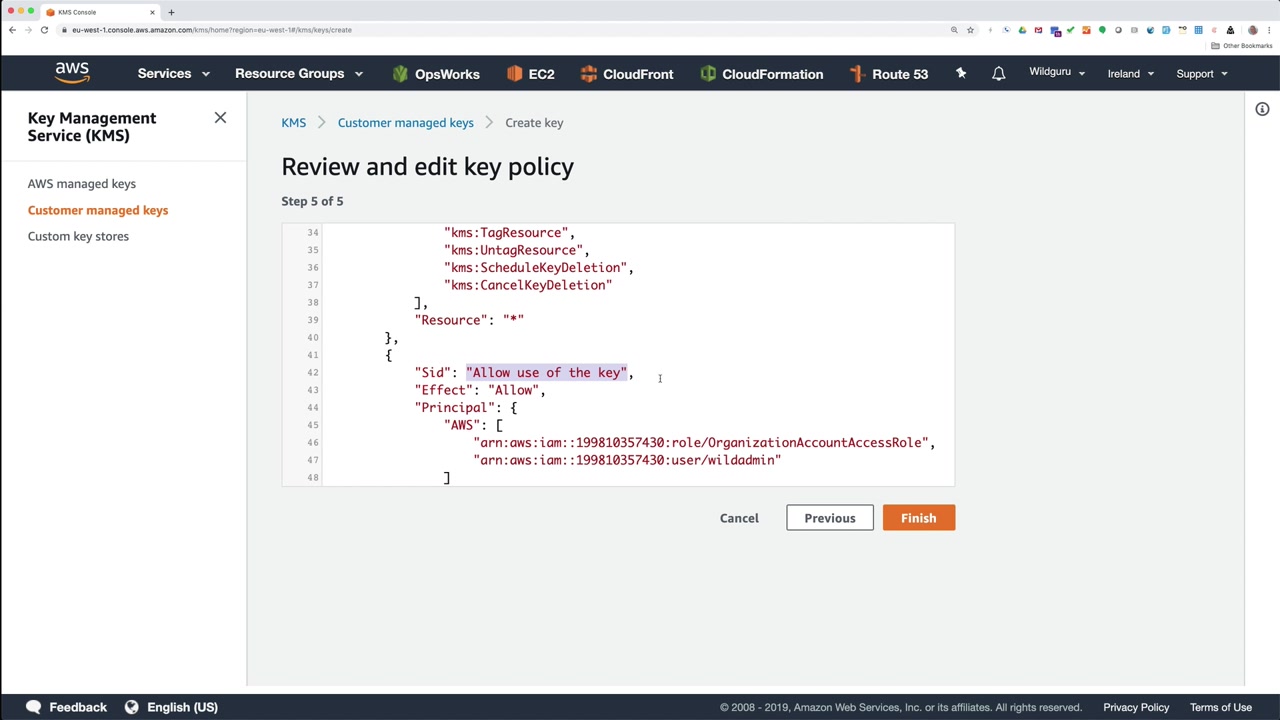 KMS Console
eu-west-1.console.aws.amazon.com/kms/home?region=eu-west-1#/kms/keys/create
Other Bookmarks
aws
Services
Resource Groups
OpsWorks
EC2
CloudFront
CloudFormation
Route 53
Wildguru
Ireland
Support
Key Management
Service (KMS)
AWS managed keys
Customer managed keys
Custom key stores
KMS
Customer managed keys
Create key
Review and edit key policy
Step 5 of 5
34 "kms:TagResource",
35 "kms:UntagResource",
36 "kms:ScheduleKeyDeletion",
37 "kms:CancelKeyDeletion"
38 ],
39 "Resource": "*"
40 },
41 {
42 "Sid": "Allow use of the key",
43 "Effect": "Allow",
44 "Principal": {
45 "AWS": [
46 "arn:aws:iam::199810357430:role/OrganizationAccountAccessRole",
47 "arn:aws:iam::199810357430:user/wildadmin"
48 ]
Cancel
Previous
Finish
Feedback
English (US)
© 2008 - 2019, Amazon Web Services, Inc. or its affiliates. All rights reserved.
Privacy Policy
Terms of Use